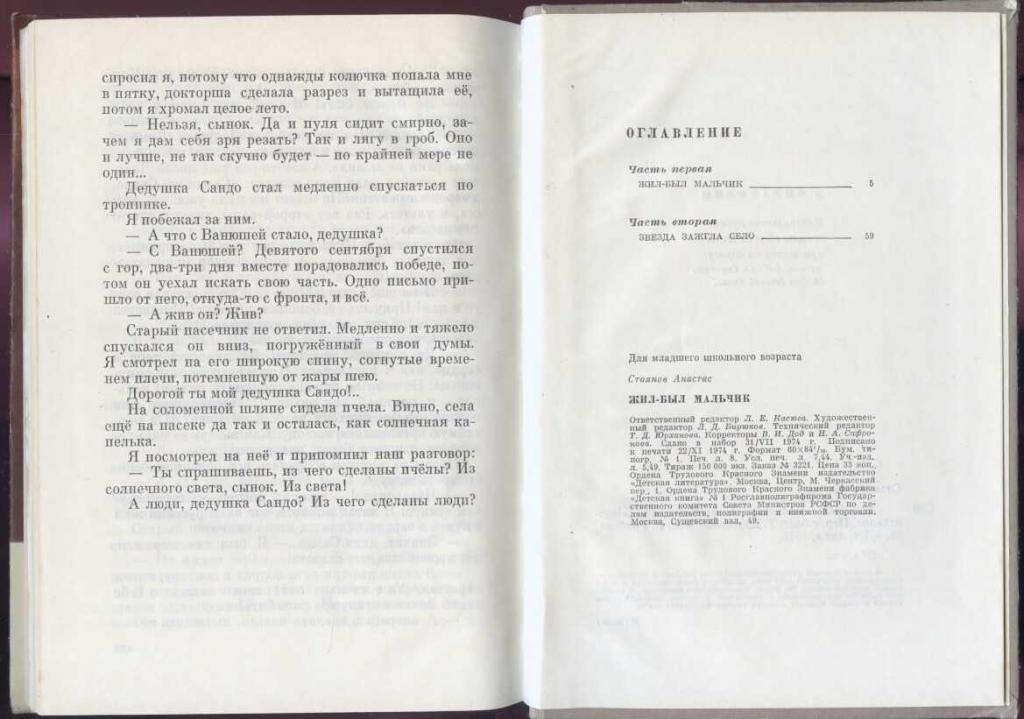 спросил я, потому что однажды колючка попала мне
в пятку, докторша сделала разрез и вытащила её,
потом я хромал целое лето.
— Нельзя, сынок. Да и пуля сидит смирно, за-
чем я дам себя зря резать? Так и лягу в гроб. Оно
и лучше, не так скучно будет — по крайней мере не
один...
Дедушка Сандо стал медленно спускаться по
тропинке.
Я побежал за ним.
— А что с Ванюшей стало, дедушка?
— С Ванюшей? Девятого сентября спустился
с гор, два-три дня вместе порадовались победе, по-
том он уехал искать свою часть. Одно письмо при-
шло от него, откуда-то с фронта, и всё.
— А жив он? Жив?
Старый пасечник не ответил. Медленно и тяжело
спускался он вниз, погружённый в свои думы.
Я смотрел на его широкую спину, согнутые време-
нем плечи, потемневшую от жары шею.
Дорогой ты мой дедушка Сандо!..
На соломенной шляпе сидела пчела. Видно, села
ещё на пасеке да так и осталась, как солнечная ка-
пелька.
Я посмотрел на неё и припомнил наш разговор:
— Ты спрашиваешь, из чего сделаны пчёлы? Из
солнечного света, сынок. Из света!
А люди, дедушка Сандо? Из чего сделаны люди?
ОГЛАВЛЕНИЕ
Часть первая
ЖИЛ-БЫЛ МАЛЬЧИК 5
Часть вторая
ЗВЕЗДА ЗАЖГЛА СЕЛО 59
Для младшего школьного возраста
Стоянов Анастас
ЖИЛ-БЫЛ МАЛЬЧИК
Ответственный редактор Л. Е. Касюга. Художествен-
ный редактор Л. Д. Бирюков. Технический редактор
Т. Д. Юрханова. Корректоры В. И. Дод и Н. А. Сафро-
нова. Сдано в набор 31/VII 1974 г. Подписано
к печати 22/XI 1974 г. Формат 60×84¹/₁₆. Бум. ти-
погр. № 1. Печ. л. 8. Усл. печ. л. 7,44. Уч-изд.
л. 5,49. Тираж 150 000 экз. Заказ № 3221. Цена 33 коп.
Ордена Трудового Красного Знамени издательство
«Детская литература». Москва, Центр, М. Черкасский
пер., 1. Ордена Трудового Красного Знамени фабрика
«Детская книга» № 1 Росглавполиграфпрома Государ-
ственного комитета Совета Министров РСФСР по де-
лам издательств, полиграфии и книжной торговли.
Москва, Сущевский вал, 49.